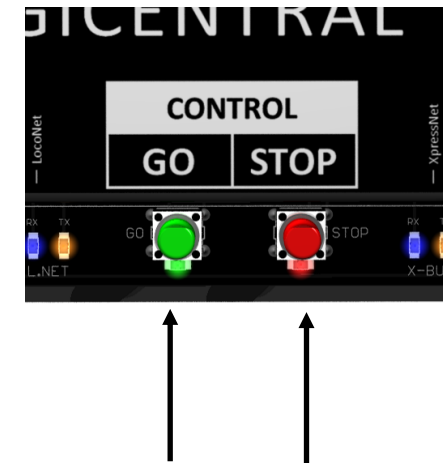 GICENTRAL
CONTROL
GO STOP
LocoNet
XpressNet
RX TX
GO STOP
RX
L.NET
X-BU